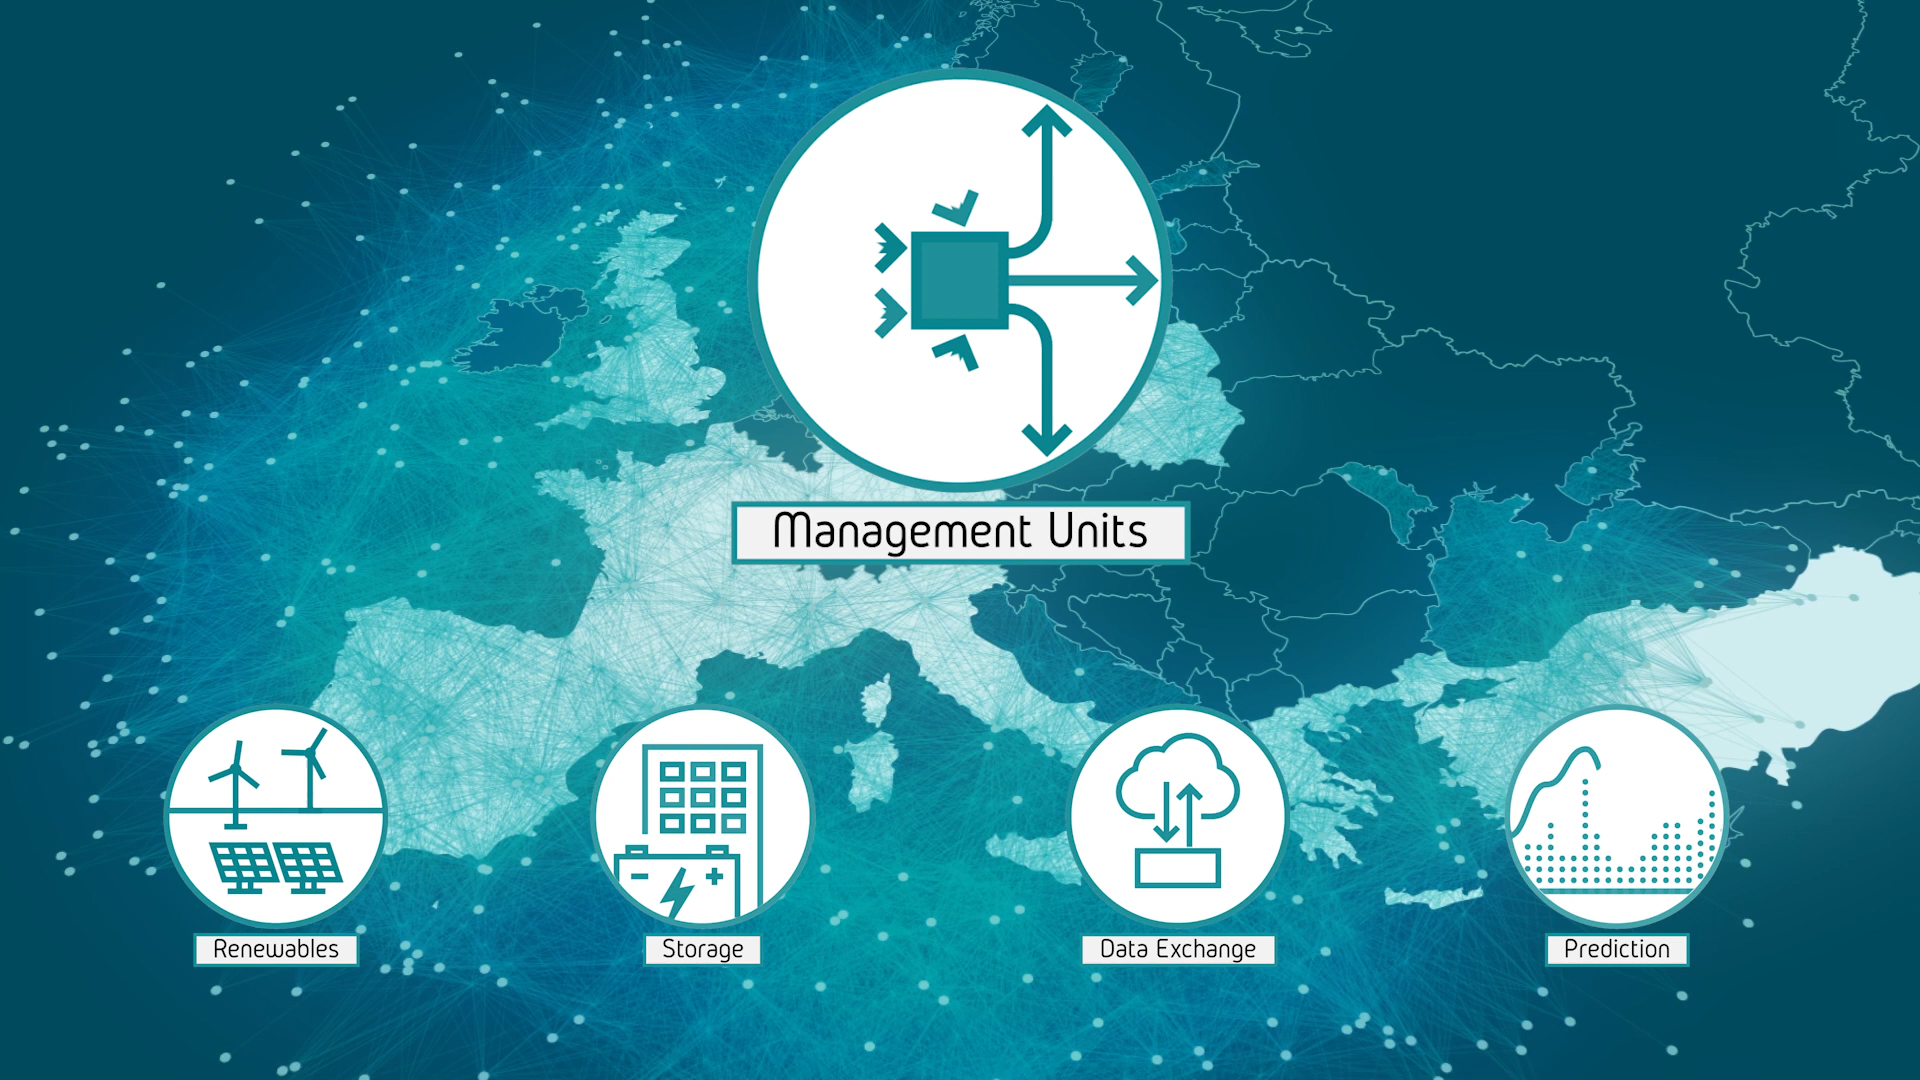 Management Units
Renewables
Storage
Data Exchange
Prediction